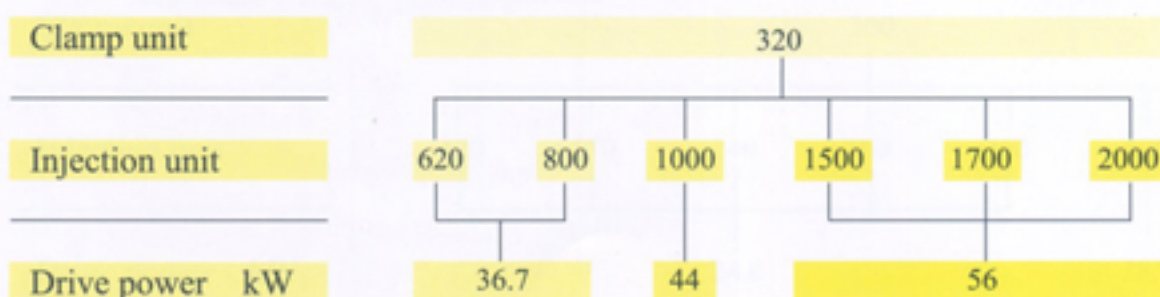 Clamp unit 320
Injection unit 620 800 1000 1500 1700 2000
Drive power kW 36.7 44 56